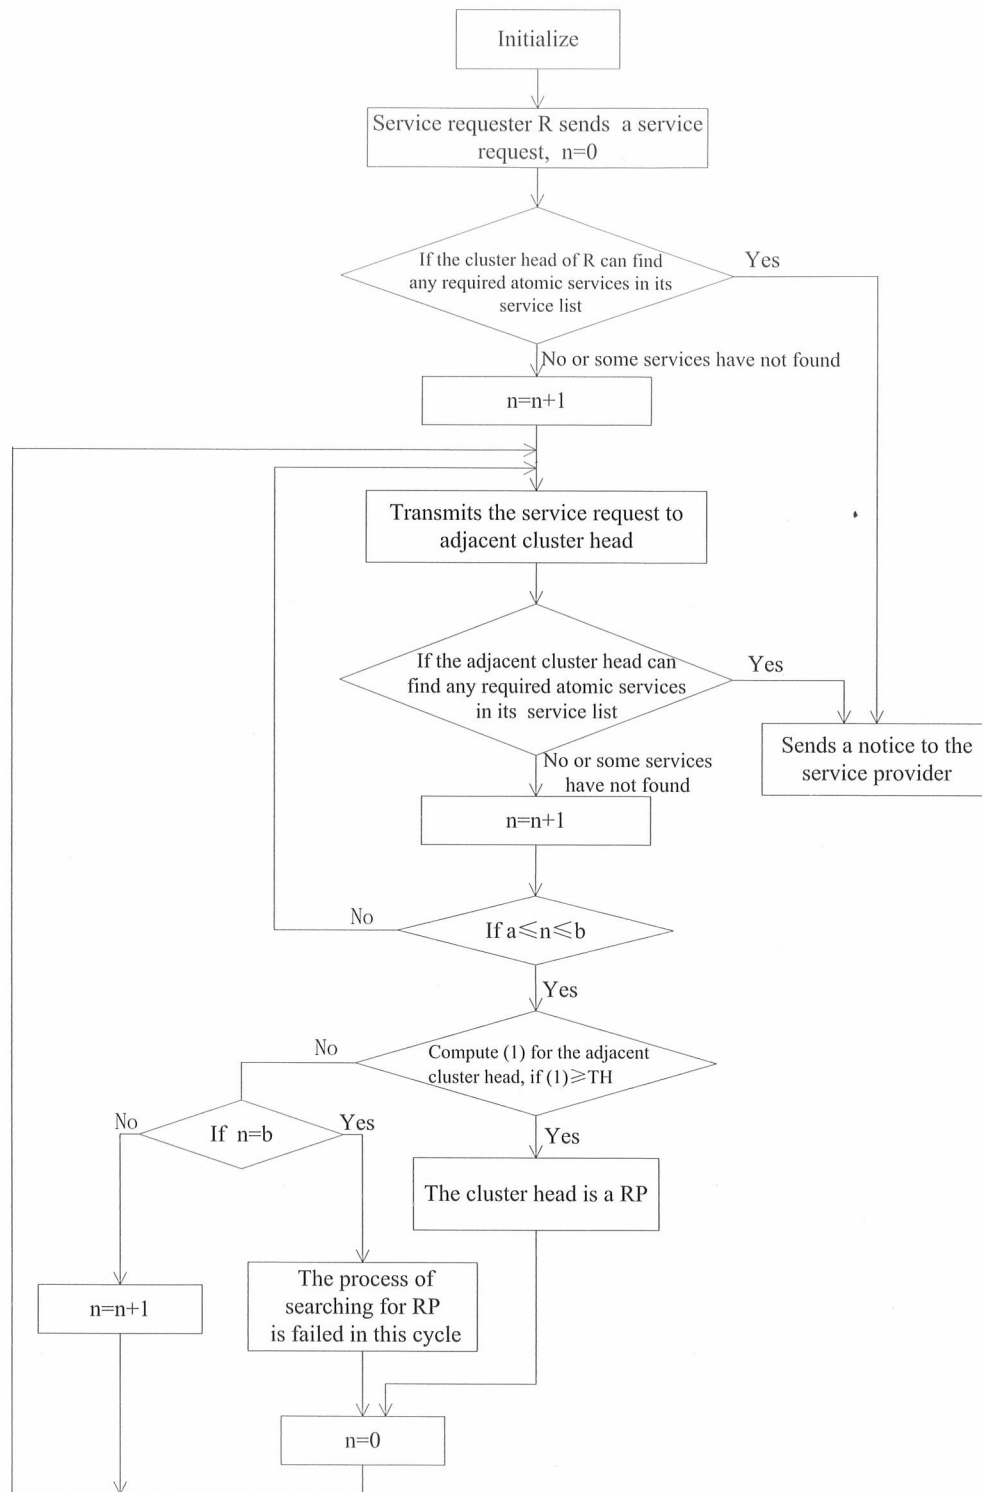 Initialize
Service requester R sends a service
request, n=0
If the cluster head of R can find
any required atomic services in its
service list
Yes
No or some services have not found
n=n+1
Transmits the service request to
adjacent cluster head
If the adjacent cluster head can
find any required atomic services
in its service list
Yes
Sends a notice to the
service provider
No or some services
have not found
n=n+1
No
If a≤n≤b
Yes
No
Compute (1) for the adjacent
cluster head, if (1)≥TH
No
If n=b
Yes
Yes
The cluster head is a RP
n=n+1
The process of
searching for RP
is failed in this cycle
n=0